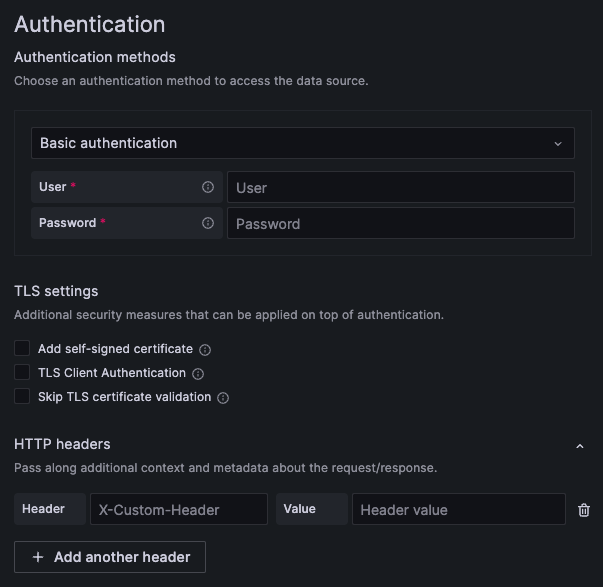 Authentication
Authentication methods
Choose an authentication method to access the data source.
Basic authentication
User * User
Password * Password
TLS settings
Additional security measures that can be applied on top of authentication.
Add self-signed certificate
TLS Client Authentication
Skip TLS certificate validation
HTTP headers
Pass along additional context and metadata about the request/response.
Header X-Custom-Header Value Header value
+ Add another header